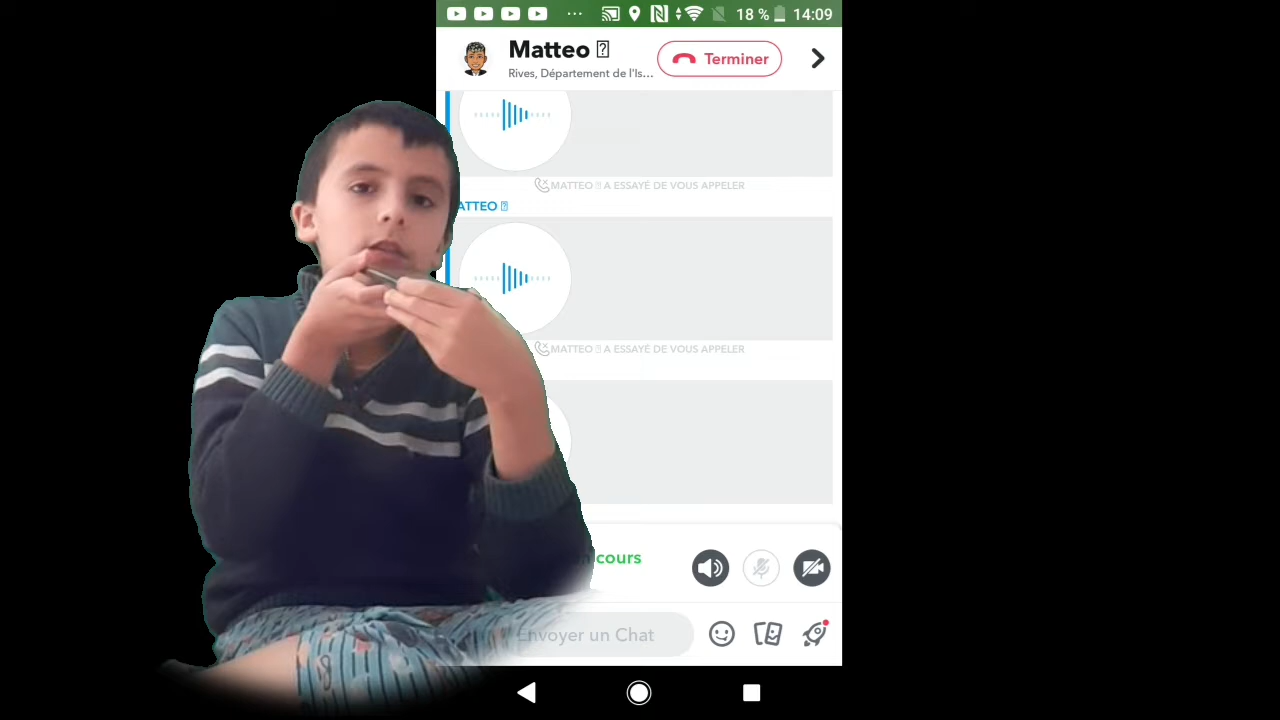 18 % 14:09
Matteo
Terminer
Rives, Département de l'Is...
MATTEO A ESSAYÉ DE VOUS APPELER
ATTEO
MATTEO A ESSAYÉ DE VOUS APPELER
cours
Envoyer un Chat